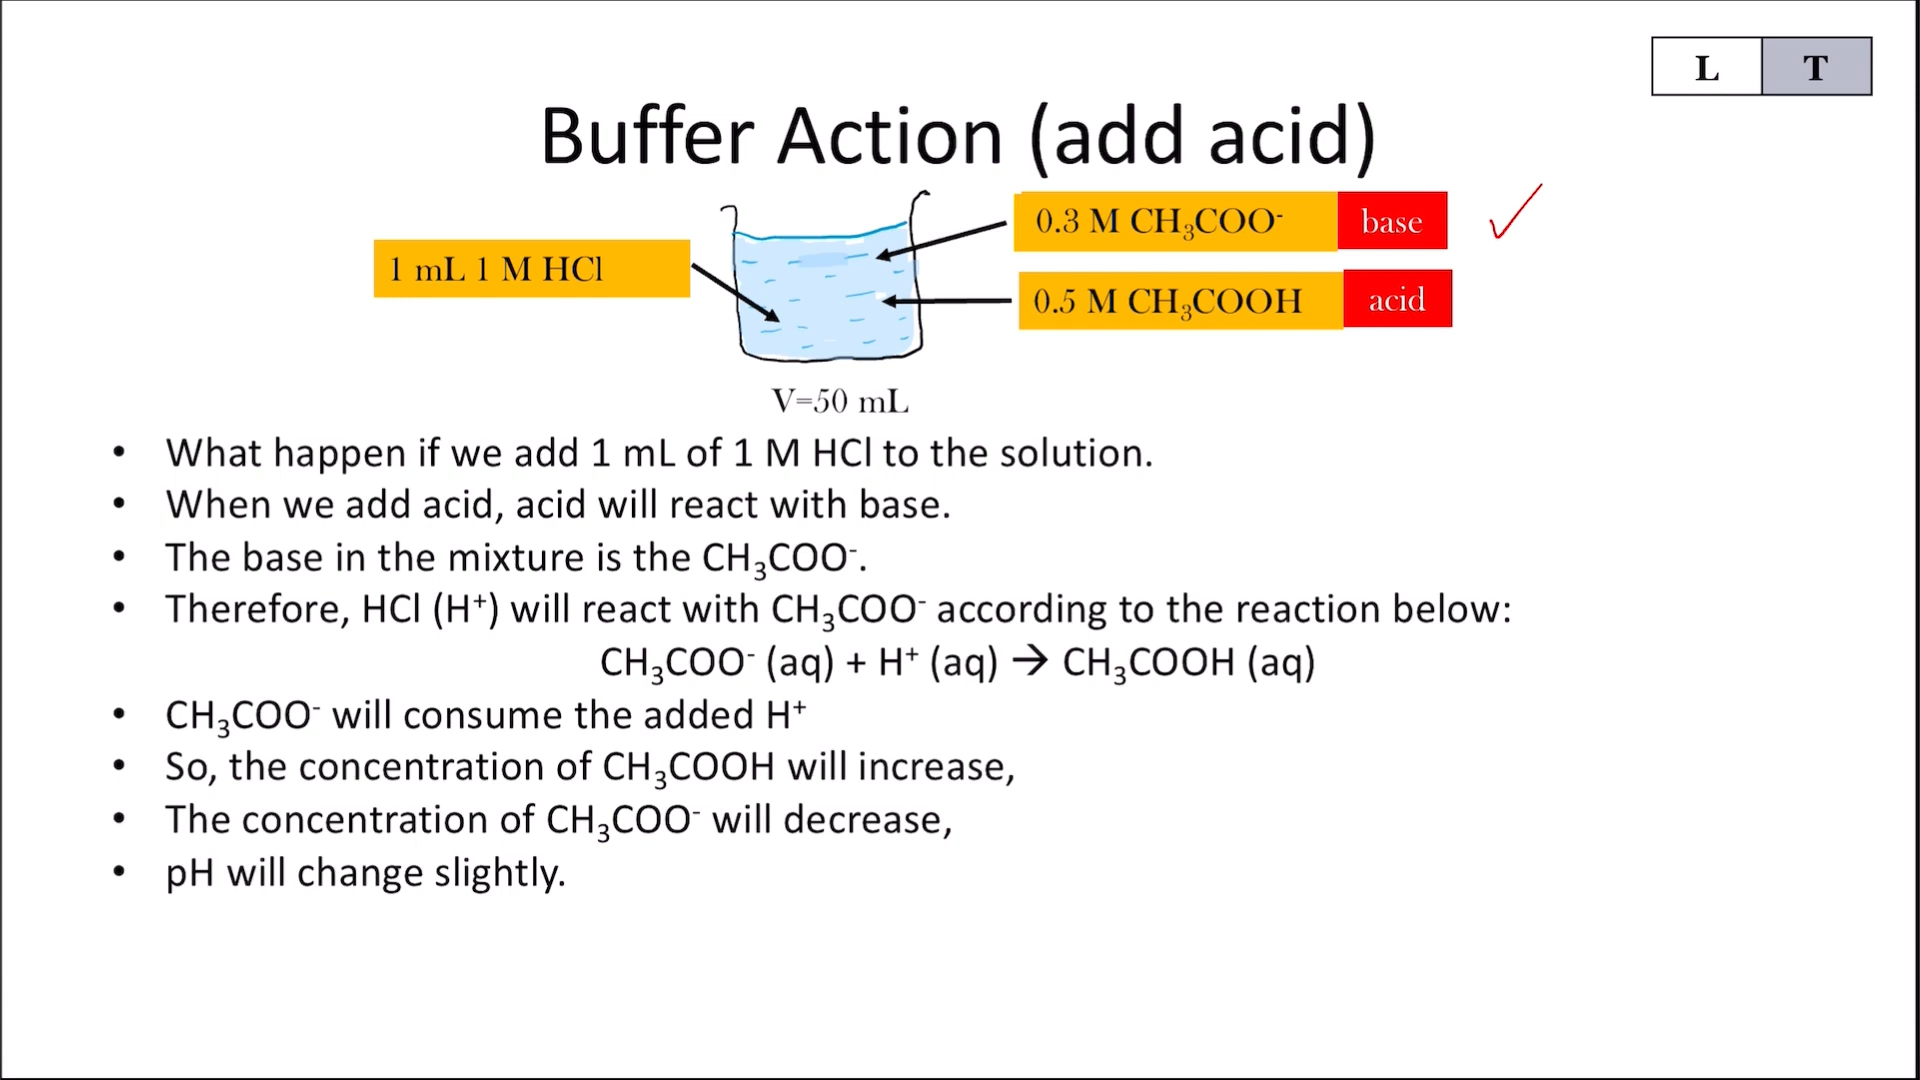 L T
Buffer Action (add acid)
0.3 M CH₃COO⁻ base
1 mL 1 M HCl
0.5 M CH₃COOH acid
V=50 mL
• What happen if we add 1 mL of 1 M HCl to the solution.
• When we add acid, acid will react with base.
• The base in the mixture is the CH₃COO⁻.
• Therefore, HCl (H⁺) will react with CH₃COO⁻ according to the reaction below:
CH₃COO⁻ (aq) + H⁺ (aq) → CH₃COOH (aq)
• CH₃COO⁻ will consume the added H⁺
• So, the concentration of CH₃COOH will increase,
• The concentration of CH₃COO⁻ will decrease,
• pH will change slightly.